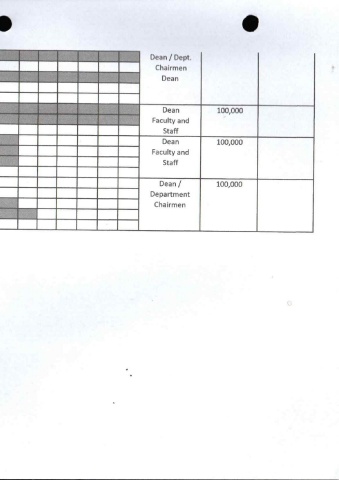 Dean / Dept.
Chairmen
Dean
Dean
Faculty and
Staff
100,000
Dean
Faculty and
Staff
100,000
Dean /
Department
Chairmen
100,000